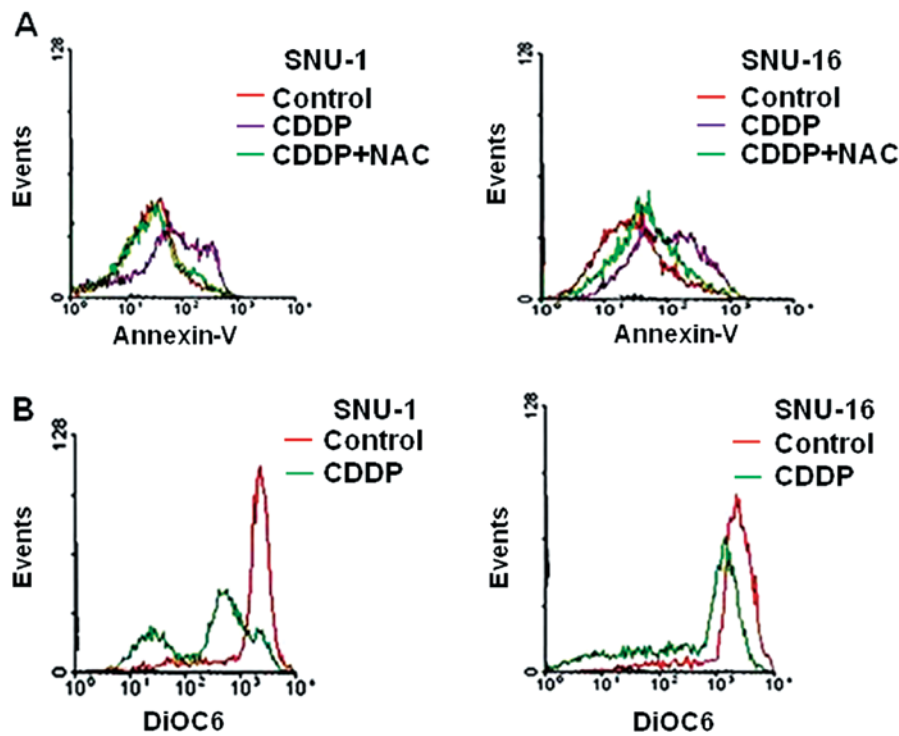 A
SNU-1
Control
CDDP
CDDP+NAC
128
Events
0
10⁰ 10¹ 10² 10³ 10⁴
Annexin-V
SNU-16
Control
CDDP
CDDP+NAC
128
Events
0
10⁰ 10¹ 10² 10³ 10⁴
Annexin-V
B
SNU-1
Control
CDDP
128
Events
0
10⁰ 10¹ 10² 10³ 10⁴
DiOC6
SNU-16
Control
CDDP
128
Events
0
10⁰ 10¹ 10² 10³ 10⁴
DiOC6